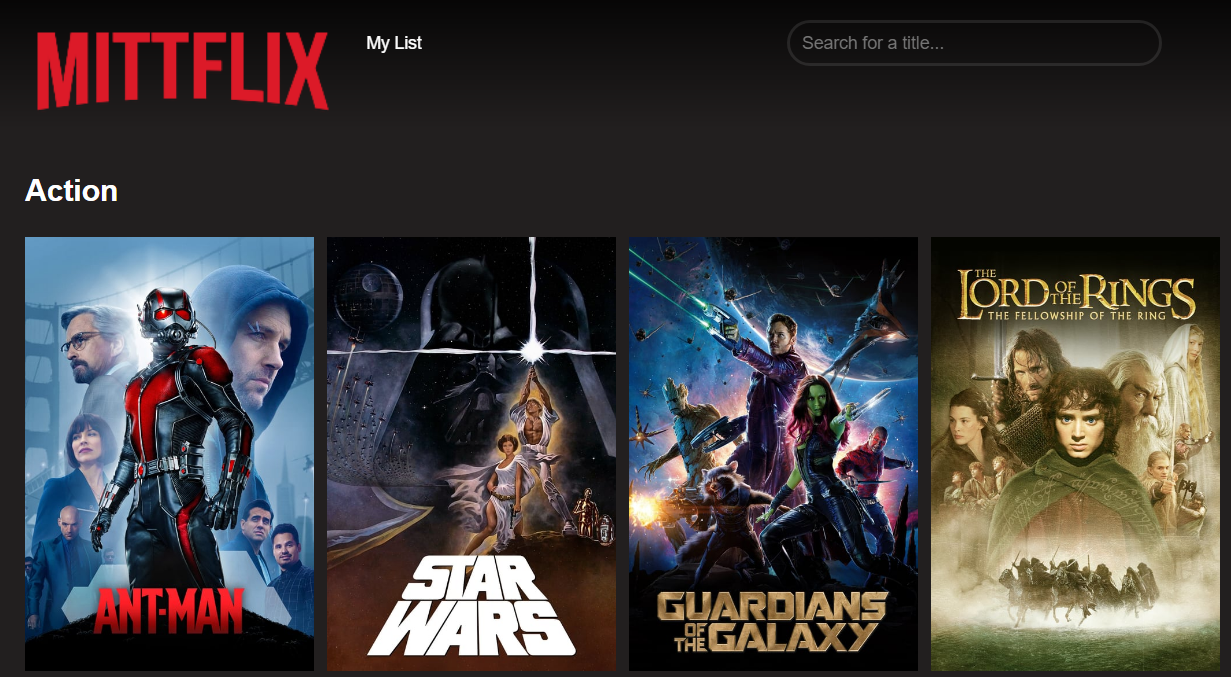 MITTFLIX
My List
Search for a title...
Action
ANT-MAN
STAR
WARS
GUARDIANS
OF THE GALAXY
THE
LORD OF THE RINGS
THE FELLOWSHIP OF THE RING